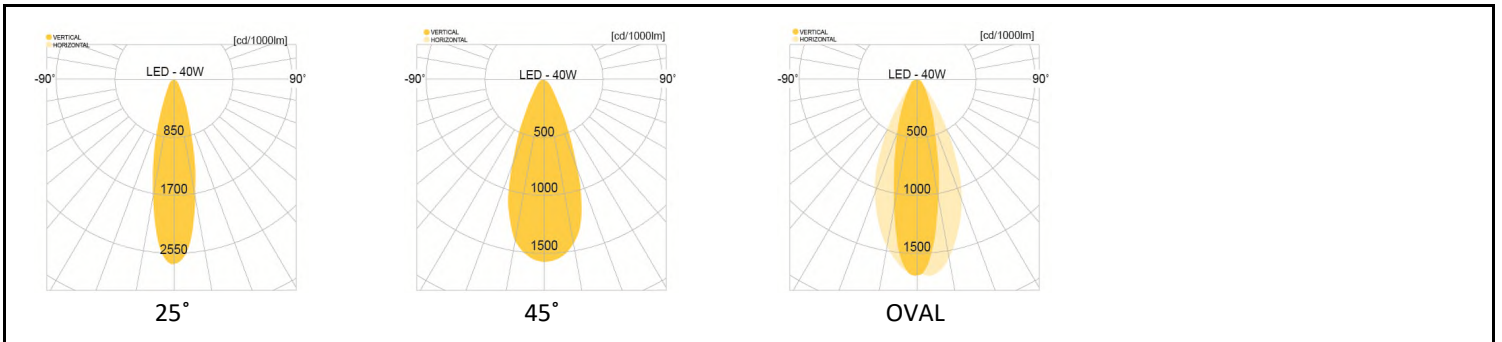 VERTICAL
HORIZONTAL
[cd/1000lm]
LED - 40W
-90°
90°
850
1700
2550
25°
VERTICAL
HORIZONTAL
[cd/1000lm]
LED - 40W
-90°
90°
500
1000
1500
45°
VERTICAL
HORIZONTAL
[cd/1000lm]
LED - 40W
-90°
90°
500
1000
1500
OVAL